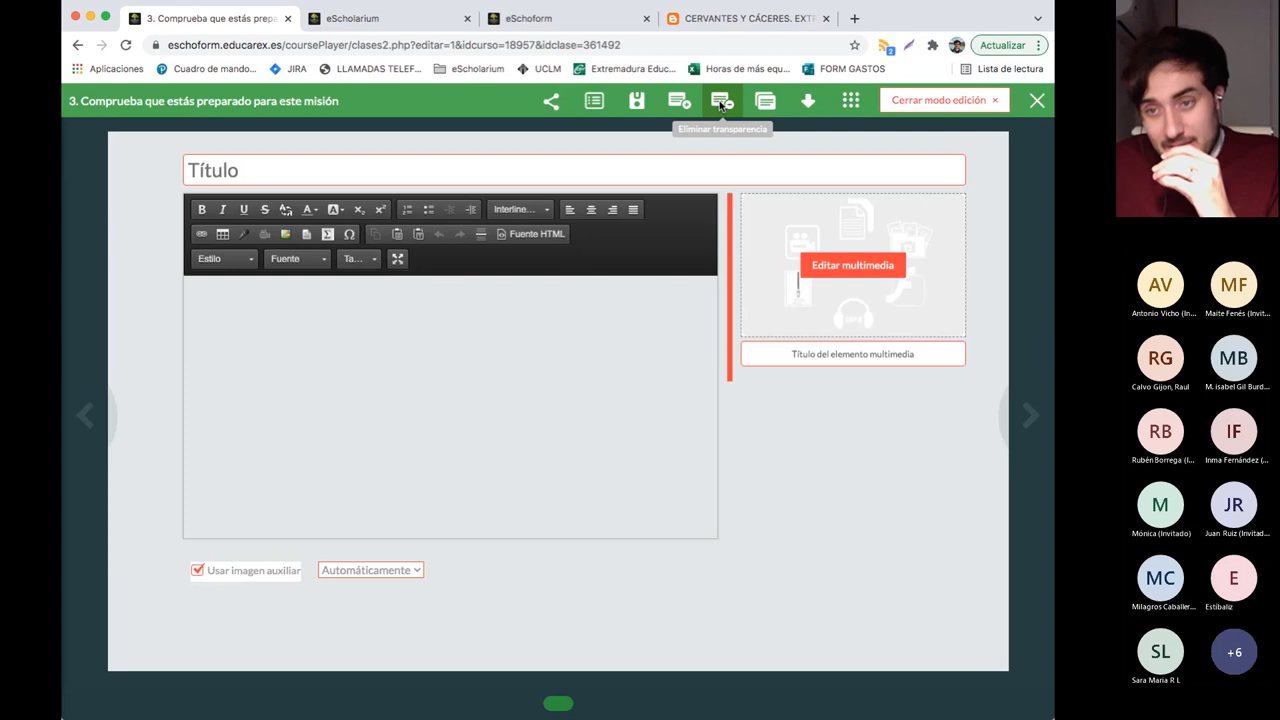 3. Comprueba que estás prepa
eScholarium
eSchoform
CERVANTES Y CÁCERES. EXT
eschoform.educarex.es/coursePlayer/clases2.php?editar=1&idcurso=18957&idclase=361492
2
Actualizar
Aplicaciones
Cuadro de mando...
JIRA
LLAMADAS TELEF...
eScholarium
UCLM
Extremadura Educ...
Horas de más equ...
FORM GASTOS
Lista de lectura
3. Comprueba que estás preparado para este misión
Cerrar modo edición ×
Eliminar transparencia
Título
B I U S
Interline...
Fuente HTML
Estilo
Fuente
Ta...
Editar multimedia
Título del elemento multimedia
Usar imagen auxiliar
Automáticamente
AV
Antonio Vicho (In...
MF
Maite Fenés (Invit...
RG
Calvo Gijon, Raul
MB
M. isabel Gil Burd...
RB
Rubén Borrega (I...
IF
Inma Fernández (...
M
Mónica (Invitado)
JR
Juan Ruiz (Invitad...
MC
Milagros Caballer...
E
Estíbaliz
SL
Sara Maria R L
+6